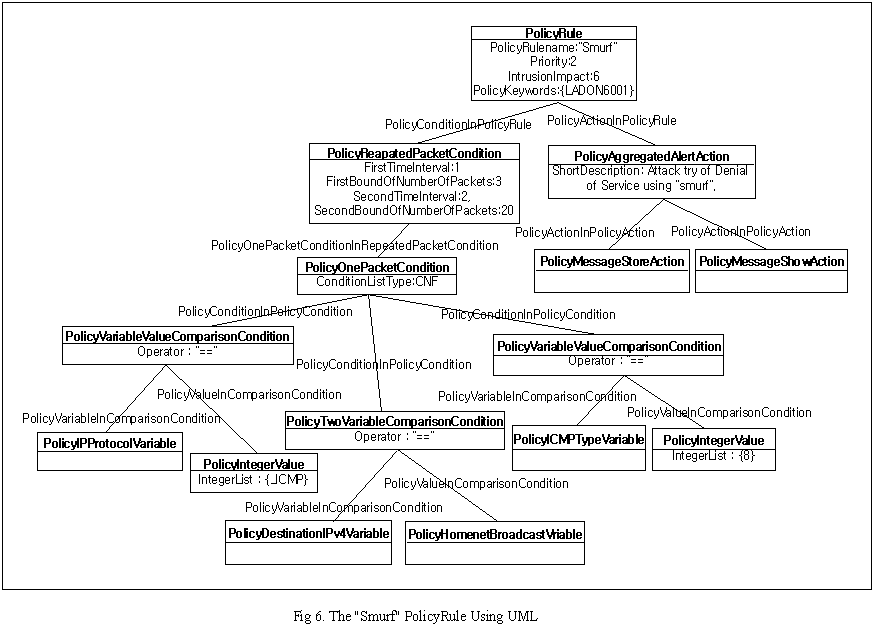 PolicyRule
PolicyRulename:"Smurf"
Priority:2
IntrusionImpact:6
PolicyKeywords:{LADON6001}
PolicyConditionInPolicyRule
PolicyActionInPolicyRule
PolicyReapatedPacketCondition
FirstTimeInterval:1
FirstBoundOfNumberOfPackets:3
SecondTimeInterval:2,
SecondBoundOfNumberOfPackets:20
PolicyAggregatedAlertAction
ShortDescription: Attack try of Denial
of Service using "smurf",
PolicyOnePacketConditionInRepeatedPacketCondition
PolicyActionInPolicyAction
PolicyActionInPolicyAction
PolicyOnePacketCondition
ConditionListType:CNF
PolicyMessageStoreAction
PolicyMessageShowAction
PolicyConditionInPolicyCondition
PolicyConditionInPolicyCondition
PolicyVariableValueComparisonCondition
Operator : "=="
PolicyConditionInPolicyCondition
PolicyVariableValueComparisonCondition
Operator : "=="
PolicyValueInComparisonCondition
PolicyVariableInComparisonCondition
PolicyVariableInComparisonCondition
PolicyValueInComparisonCondition
PolicyIPProtocolVariable
PolicyIntegerValue
IntegerList : {_ICMP}
PolicyTwoVariableComparisonCondition
Operator : "=="
PolicyICMPTypeVariable
PolicyIntegerValue
IntegerList : {8}
PolicyVariableInComparisonCondition
PolicyValueInComparisonCondition
PolicyDestinationIPv4Variable
PolicyHomenetBroadcastVriable
Fig 6. The "Smurf" PolicyRule Using UML